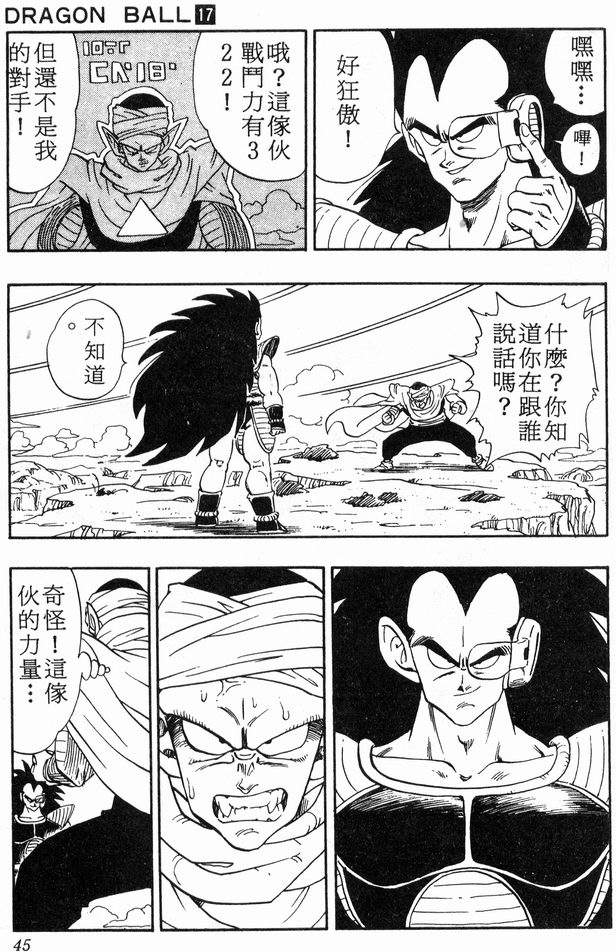 DRAGON BALL 17
嘿嘿…
嗶!
好狂傲!
哦?這傢伙
戰鬥力有3
22!
但還不是我
的對手!
什麼?你知
道你在跟誰
說話嗎?
不知道
。
奇怪!這傢
伙的力量…
45